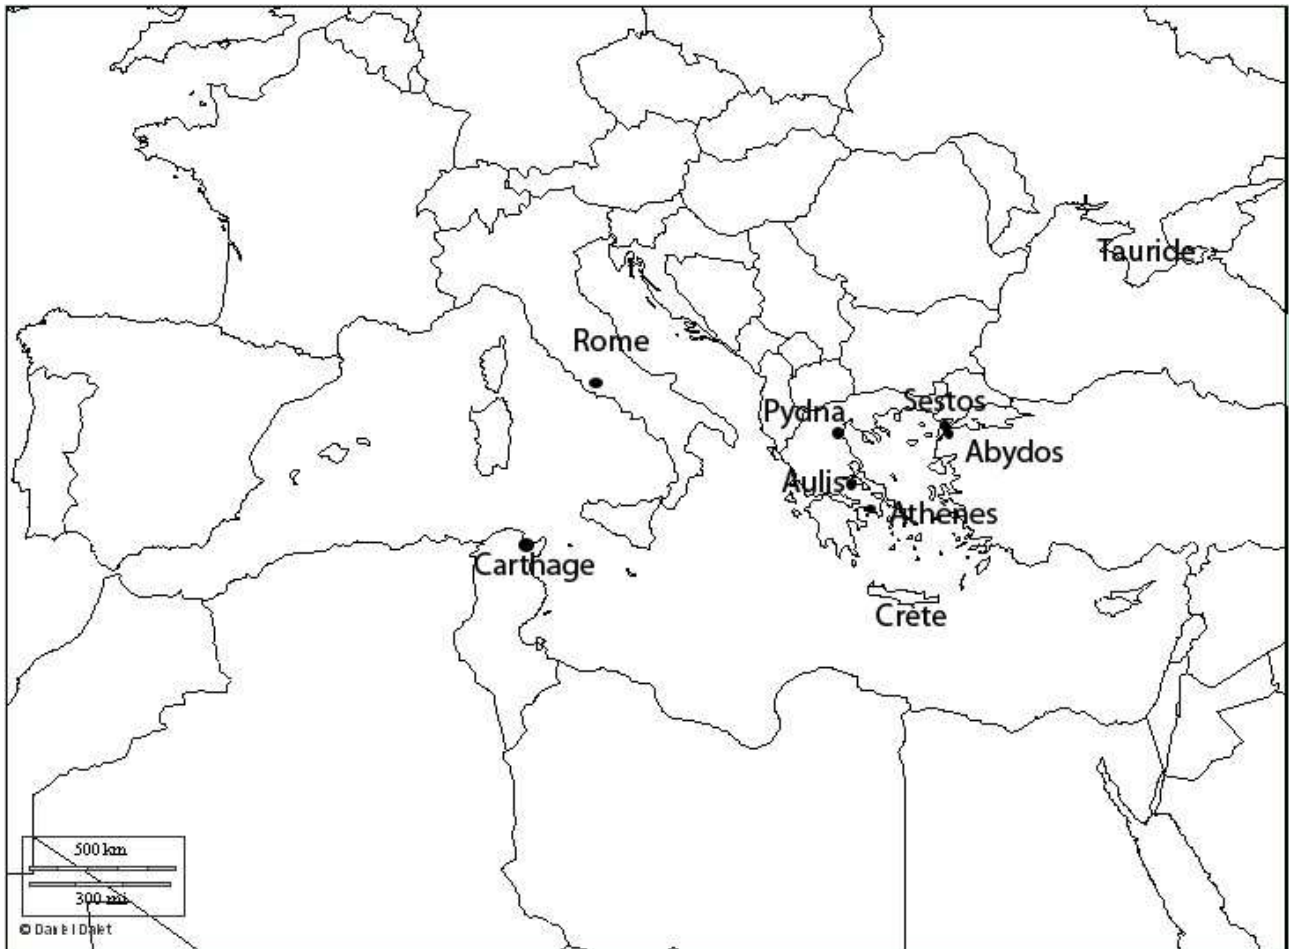 Tauride
Rome
Sestos
Pydna
Abydos
Aulis
Athènes
Carthage
Crète
500 km
300 mi
© Daniel Dalet